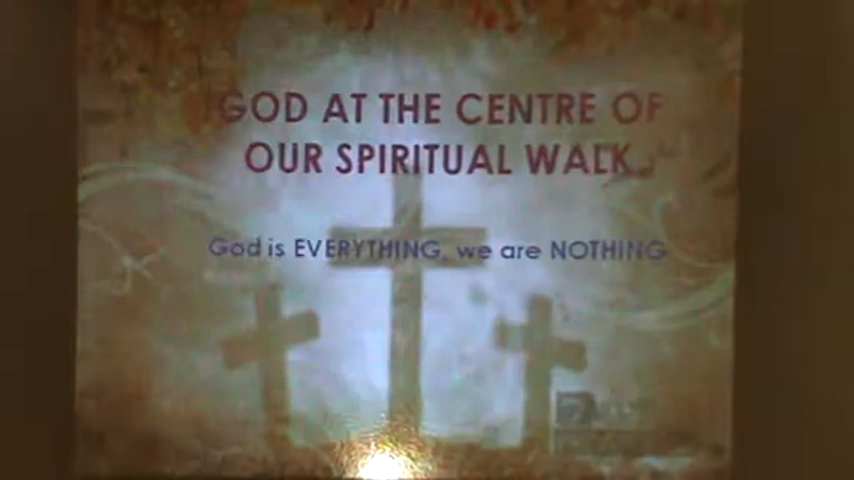 GOD AT THE CENTRE OF
OUR SPIRITUAL WALK
God is EVERYTHING, we are NOTHING